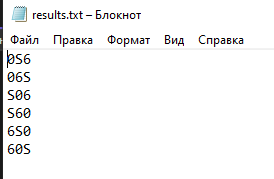 results.txt – Блокнот
Файл Правка Формат Вид Справка
0S6
06S
S06
S60
6S0
60S